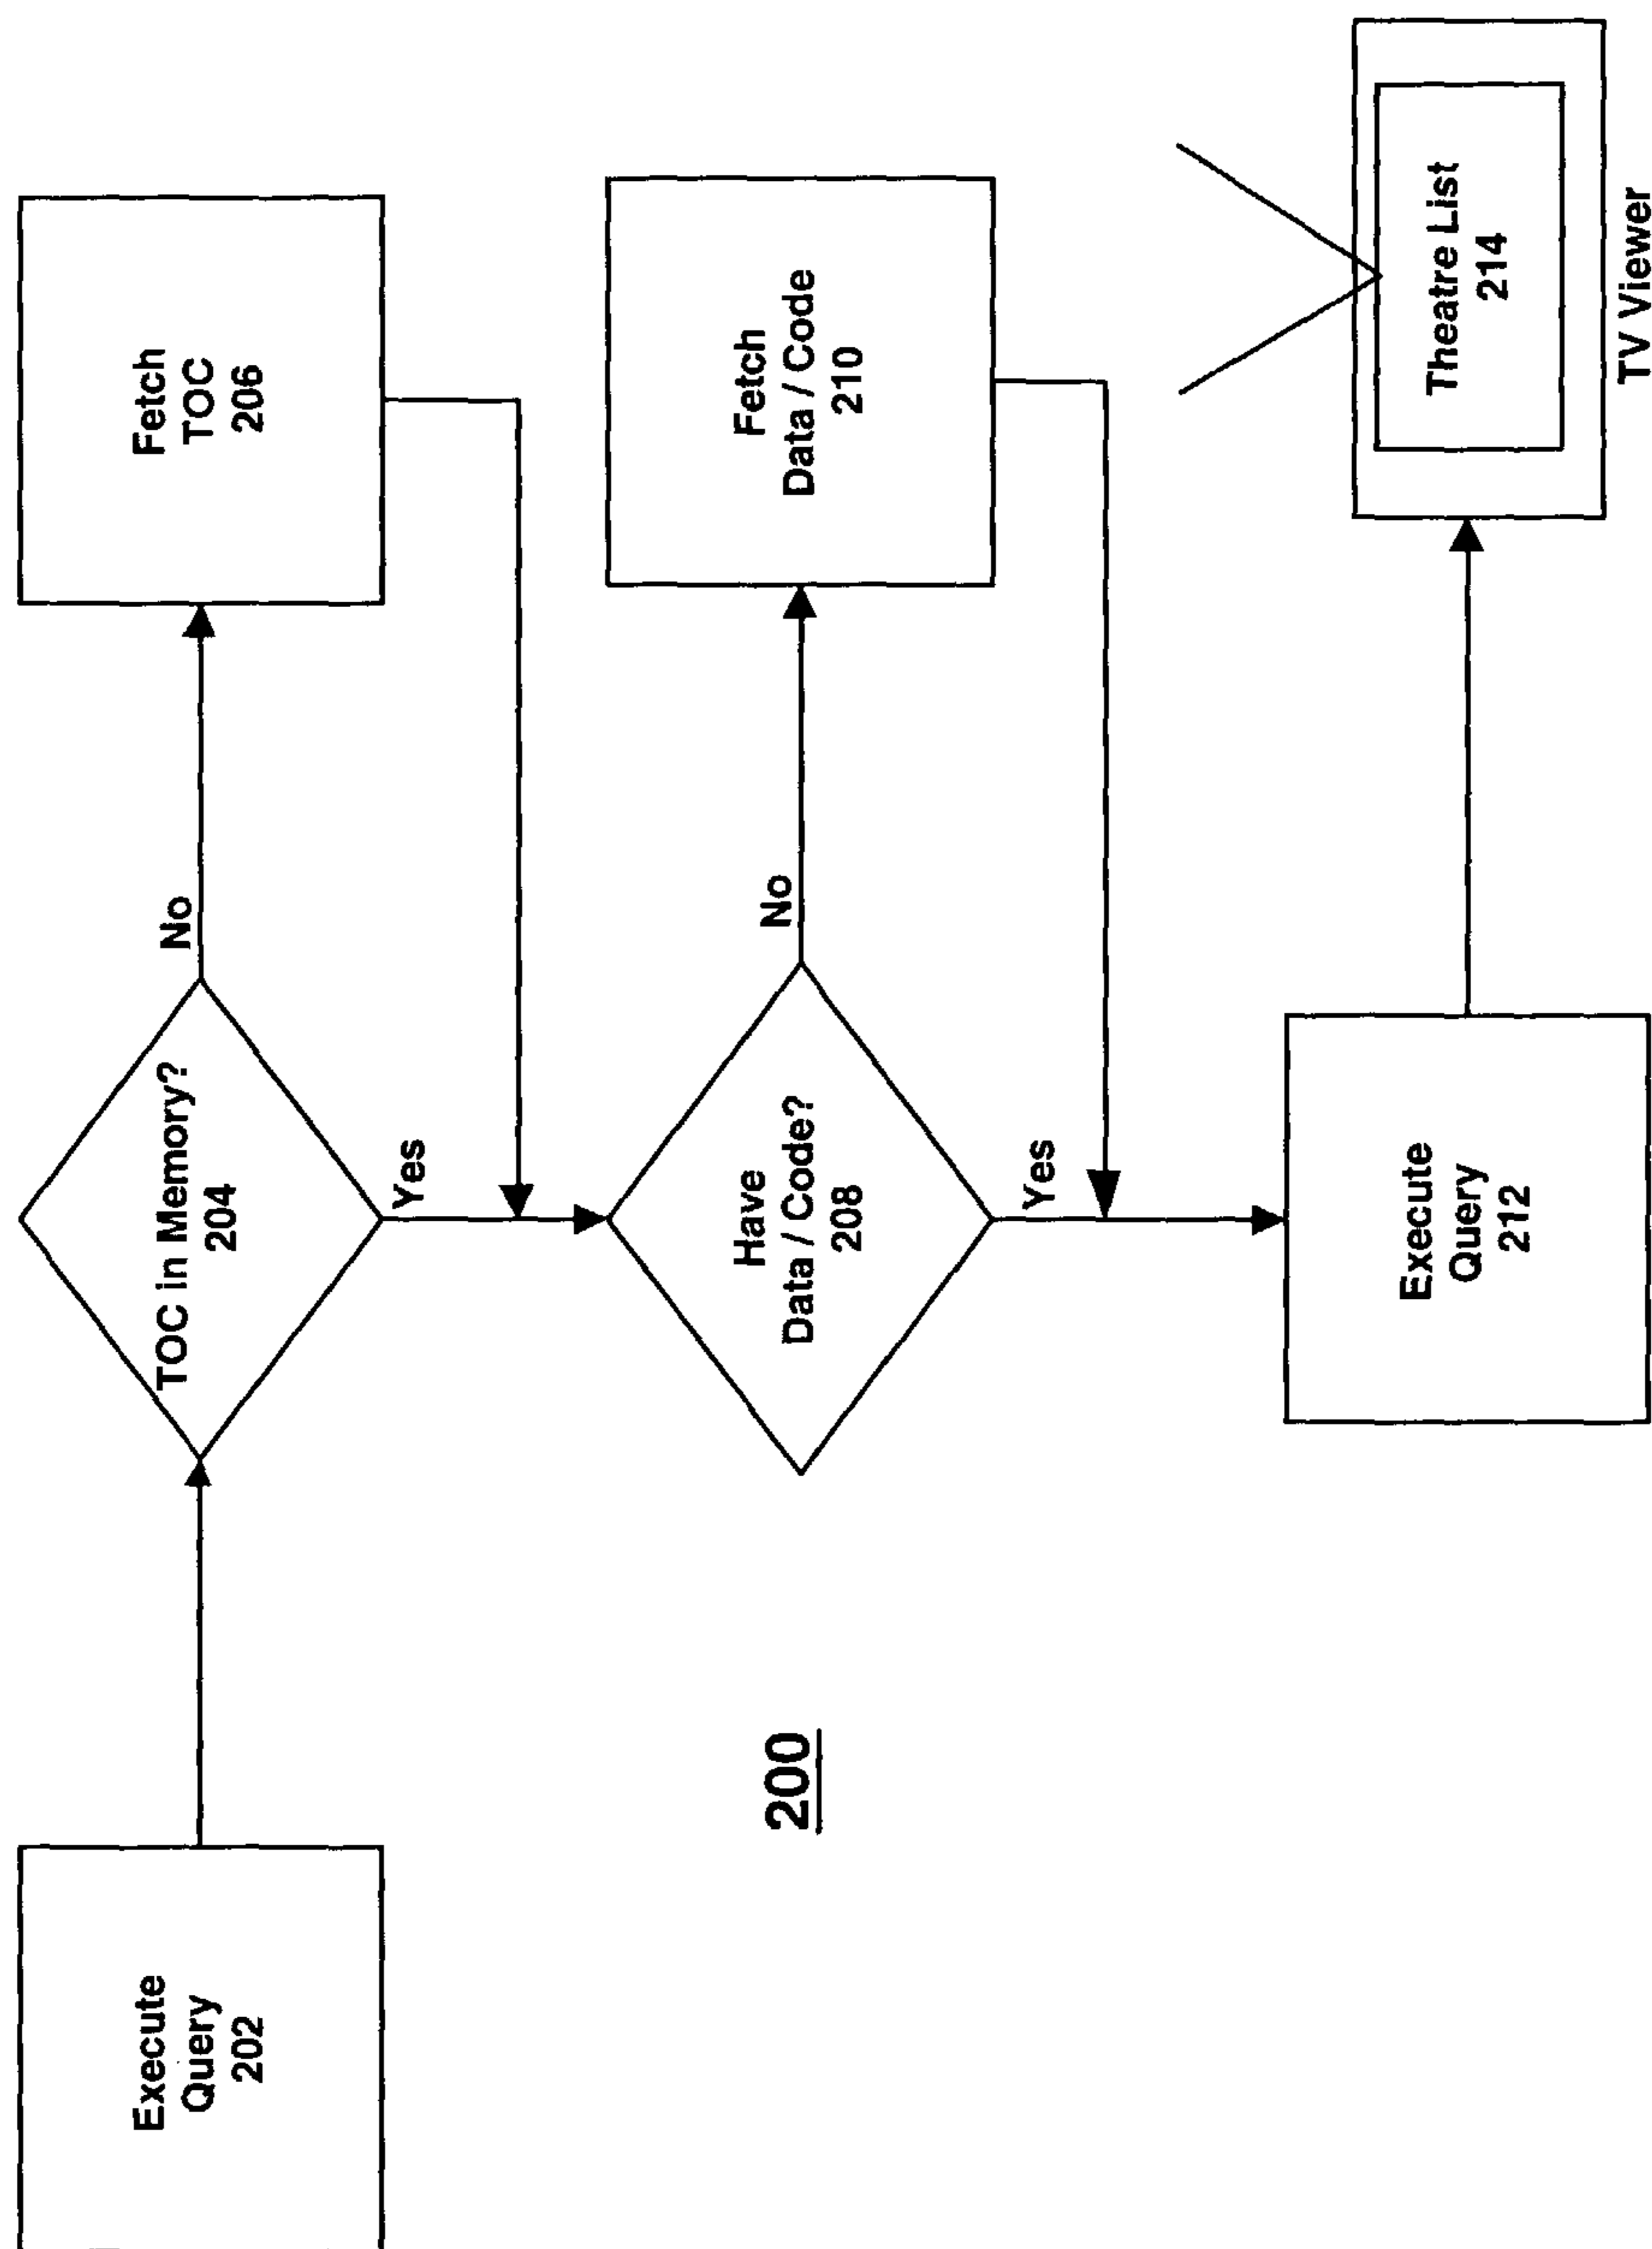 Execute
Query
202
TOC in Memory?
204
No
Fetch
TOC
206
Yes
Have
Data / Code?
208
No
Fetch
Data / Code
210
Yes
Execute
Query
212
Theatre List
214
TV Viewer
200